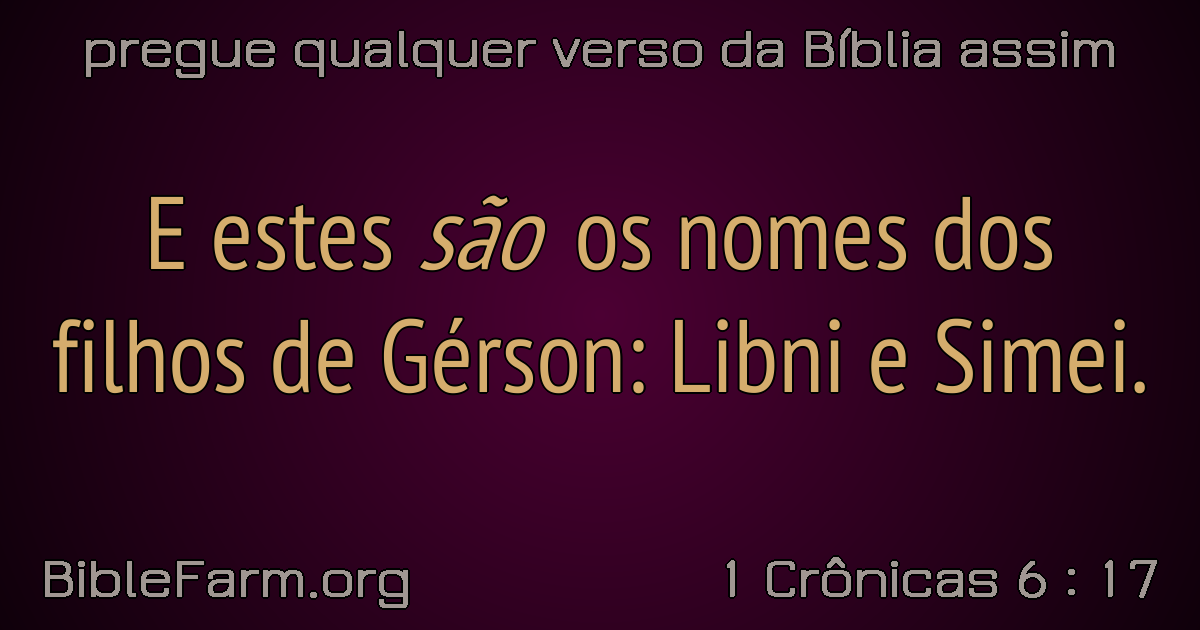 pregue qualquer verso da Bíblia assim
E estes são os nomes dos
filhos de Gérson: Libni e Simei.
BibleFarm.org
1 Crônicas 6 : 17